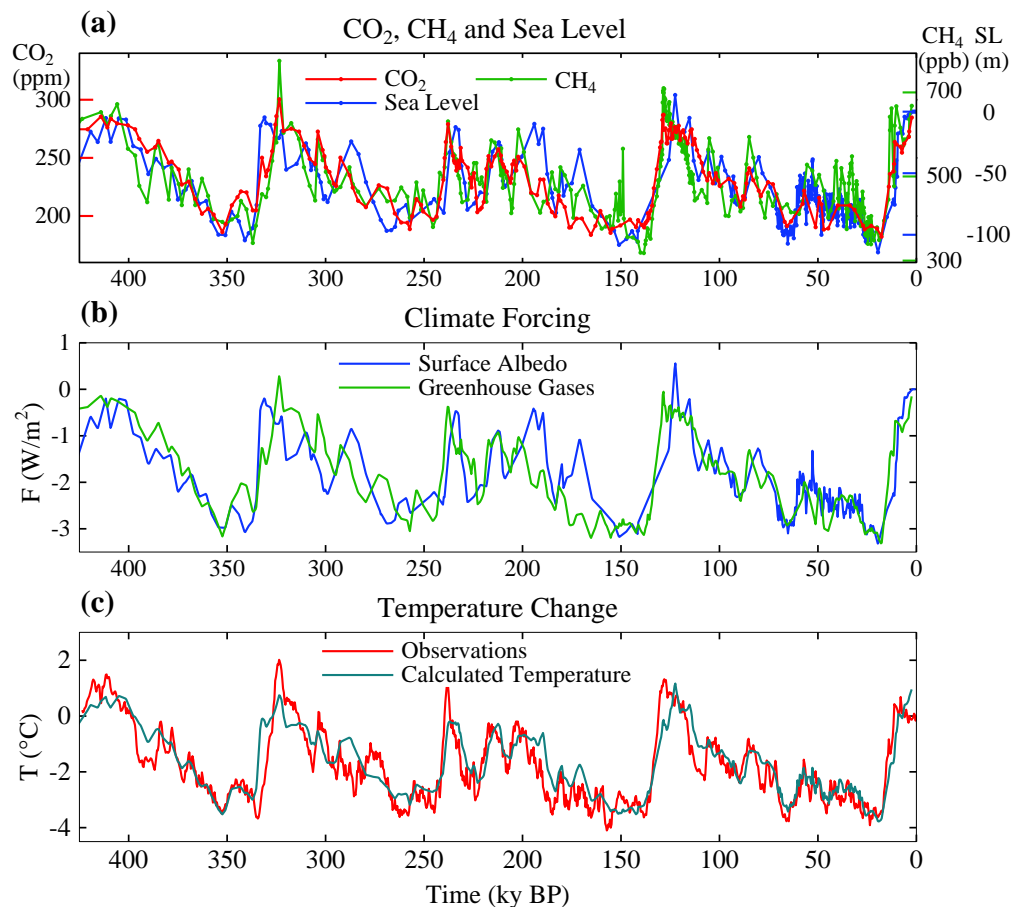 (a) CO2, CH4 and Sea Level
CO2 (ppm)
CH4 (ppb)
SL (m)
CO2
CH4
Sea Level
300
250
200
700
500
300
0
-50
-100
400 350 300 250 200 150 100 50 0
(b) Climate Forcing
Surface Albedo
Greenhouse Gases
F (W/m2)
1
0
-1
-2
-3
400 350 300 250 200 150 100 50 0
(c) Temperature Change
Observations
Calculated Temperature
T (°C)
2
0
-2
-4
400 350 300 250 200 150 100 50 0
Time (ky BP)